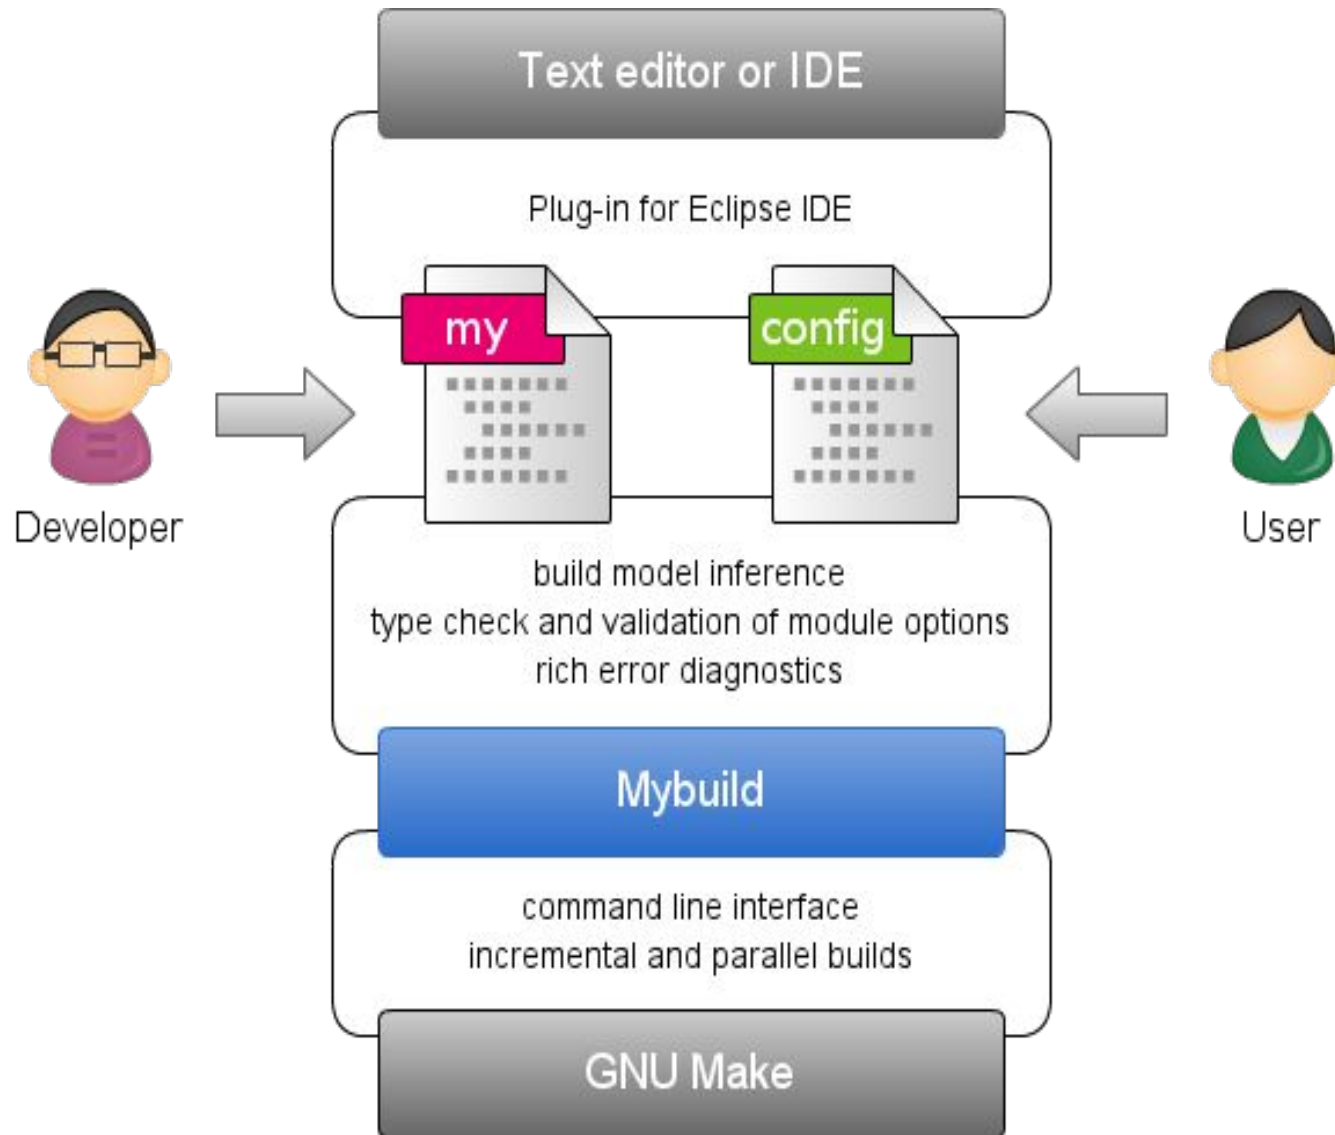 Text editor or IDE
Plug-in for Eclipse IDE
my
config
Developer
User
build model inference
type check and validation of module options
rich error diagnostics
Mybuild
command line interface
incremental and parallel builds
GNU Make